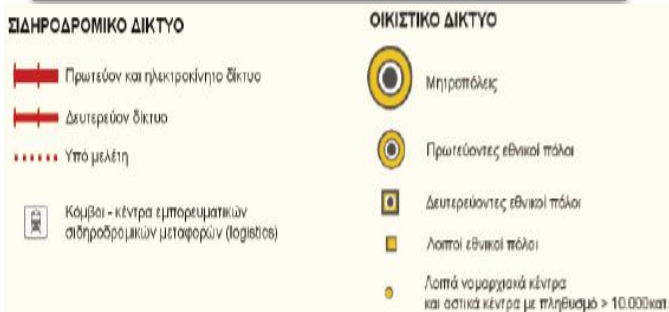 ΣΙΔΗΡΟΔΡΟΜΙΚΟ ΔΙΚΤΥΟ
Πρωτεύον και ηλεκτροκίνητο δίκτυο
Δευτερεύον δίκτυο
Υπό μελέτη
Κόμβοι - κέντρα εμπορευματικών
σιδηροδρομικών μεταφορών (logistics)
ΟΙΚΙΣΤΙΚΟ ΔΙΚΤΥΟ
Μητροπόλεις
Πρωτεύοντες εθνικοί πόλοι
Δευτερεύοντες εθνικοί πόλοι
Λοιποί εθνικοί πόλοι
Λοιπά νομαρχιακά κέντρα
και αστικά κέντρα με πληθυσμό > 10.000κατ.